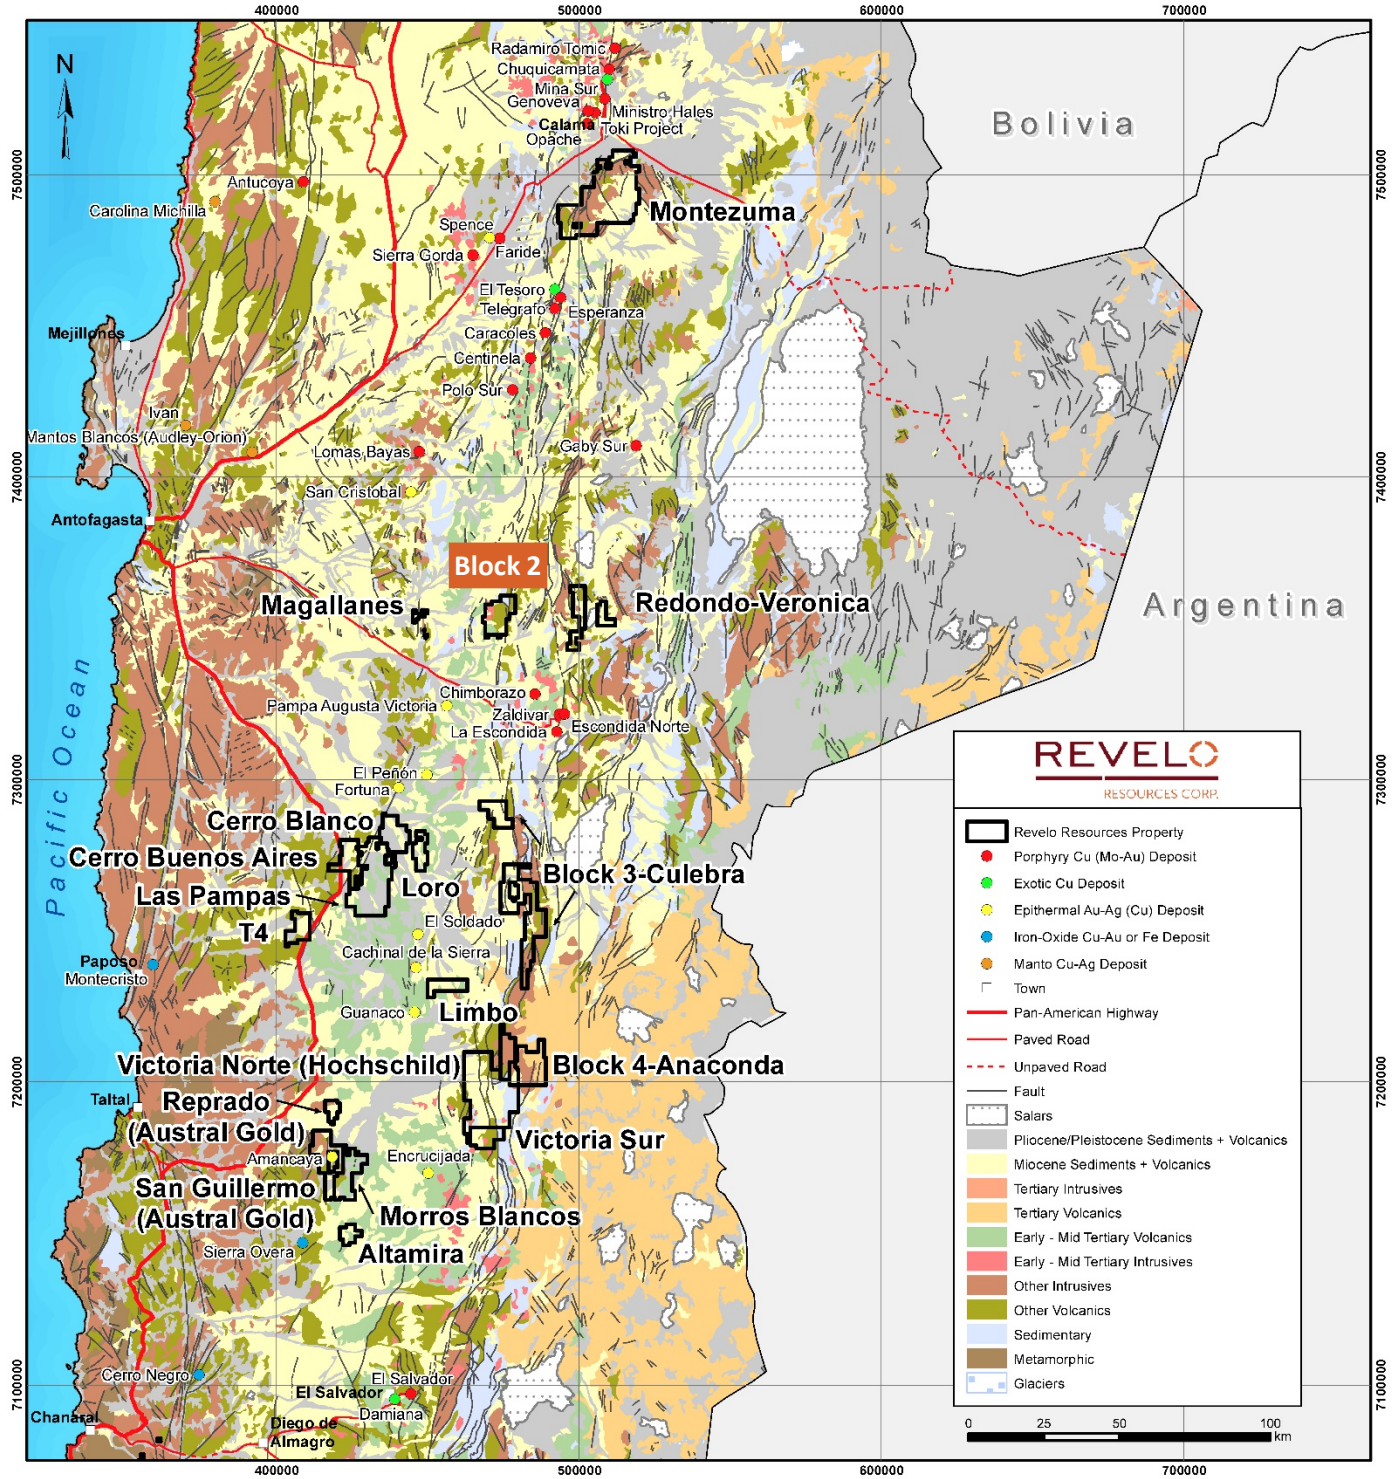 400000
500000
600000
700000
N
Radamiro Tomic
Chuquicamata
Mina Sur
Genoveva
Ministro Hales
Calama
Toki Project
Opache
Bolivia
7500000
7500000
Antucoya
Carolina Michilla
Montezuma
Spence
Faride
Sierra Gorda
El Tesoro
Telegrafo
Esperanza
Mejillones
Caracoles
Centinela
Polo Sur
Ivan
Mantos Blancos (Audley-Orion)
Lomas Bayas
Gaby Sur
7400000
7400000
San Cristobal
Antofagasta
Block 2
Magallanes
Redondo-Veronica
Argentina
Pacific Ocean
Chimborazo
Pampa Augusta Victoria
Zaldivar
Escondida Norte
La Escondida
El Peñón
Fortuna
7300000
7300000
Cerro Blanco
Cerro Buenos Aires
Las Pampas
Loro
Block 3-Culebra
T4
El Soldado
Cachinal de la Sierra
Paposo
Montecristo
Limbo
Guanaco
Victoria Norte (Hochschild)
Block 4-Anaconda
7200000
7200000
Taltal
Reprado
(Austral Gold)
Victoria Sur
Amancaya
Encrucijada
San Guillermo
(Austral Gold)
Morros Blancos
Altamira
Sierra Overa
Cerro Negro
El Salvador
El Salvador
Damiana
7100000
7100000
Chanaral
Diego de
Almagro
REVELO
RESOURCES CORP.
Revelo Resources Property
Porphyry Cu (Mo-Au) Deposit
Exotic Cu Deposit
Epithermal Au-Ag (Cu) Deposit
Iron-Oxide Cu-Au or Fe Deposit
Manto Cu-Ag Deposit
Town
Pan-American Highway
Paved Road
Unpaved Road
Fault
Salars
Pliocene/Pleistocene Sediments + Volcanics
Miocene Sediments + Volcanics
Tertiary Intrusives
Tertiary Volcanics
Early - Mid Tertiary Volcanics
Early - Mid Tertiary Intrusives
Other Intrusives
Other Volcanics
Sedimentary
Metamorphic
Glaciers
0 25 50 100
km
400000
500000
600000
700000